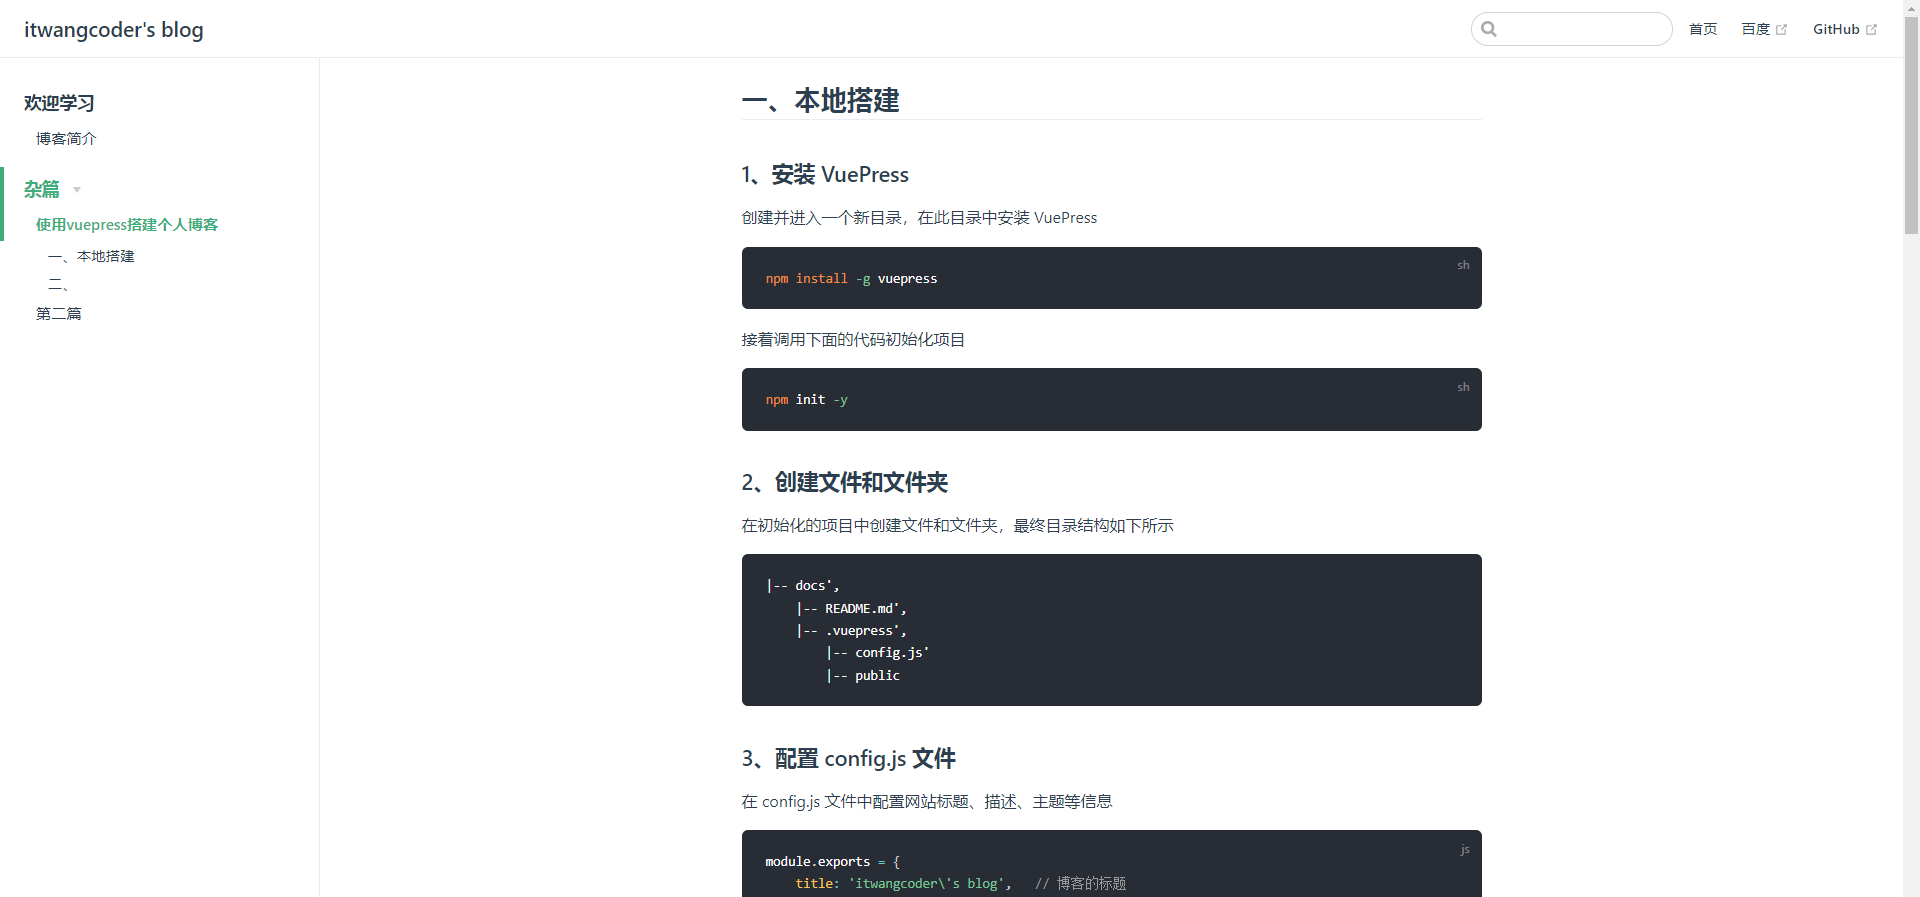 itwangcoder's blog
首页
百度
GitHub
欢迎学习
博客简介
杂篇
使用vuepress搭建个人博客
一、本地搭建
二、
第二篇
一、本地搭建
1、安装 VuePress
创建并进入一个新目录，在此目录中安装 VuePress
sh
npm install -g vuepress
接着调用下面的代码初始化项目
sh
npm init -y
2、创建文件和文件夹
在初始化的项目中创建文件和文件夹，最终目录结构如下所示
|-- docs',
    |-- README.md',
    |-- .vuepress',
        |-- config.js'
        |-- public
3、配置 config.js 文件
在 config.js 文件中配置网站标题、描述、主题等信息
js
module.exports = {
    title: 'itwangcoder\'s blog',   // 博客的标题